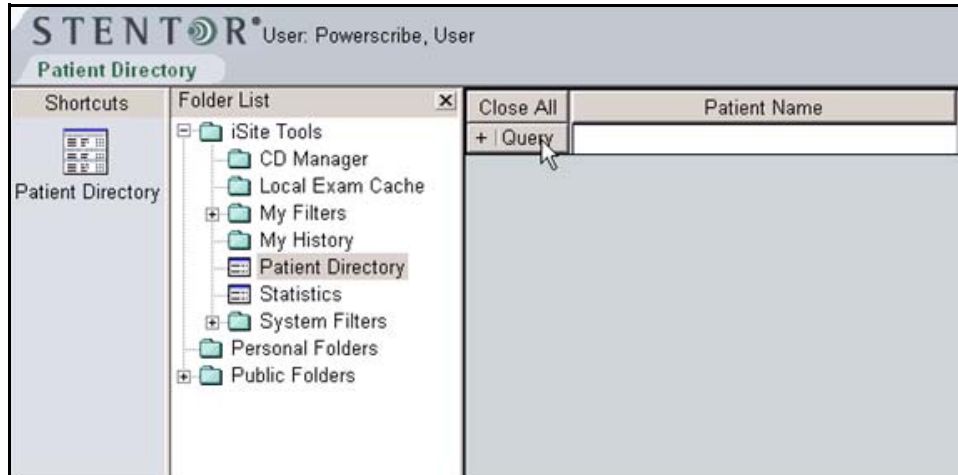 STENTOR User: Powerscribe, User
Patient Directory
Shortcuts
Patient Directory
Folder List
iSite Tools
CD Manager
Local Exam Cache
My Filters
My History
Patient Directory
Statistics
System Filters
Personal Folders
Public Folders
Close All Patient Name
+ | Query